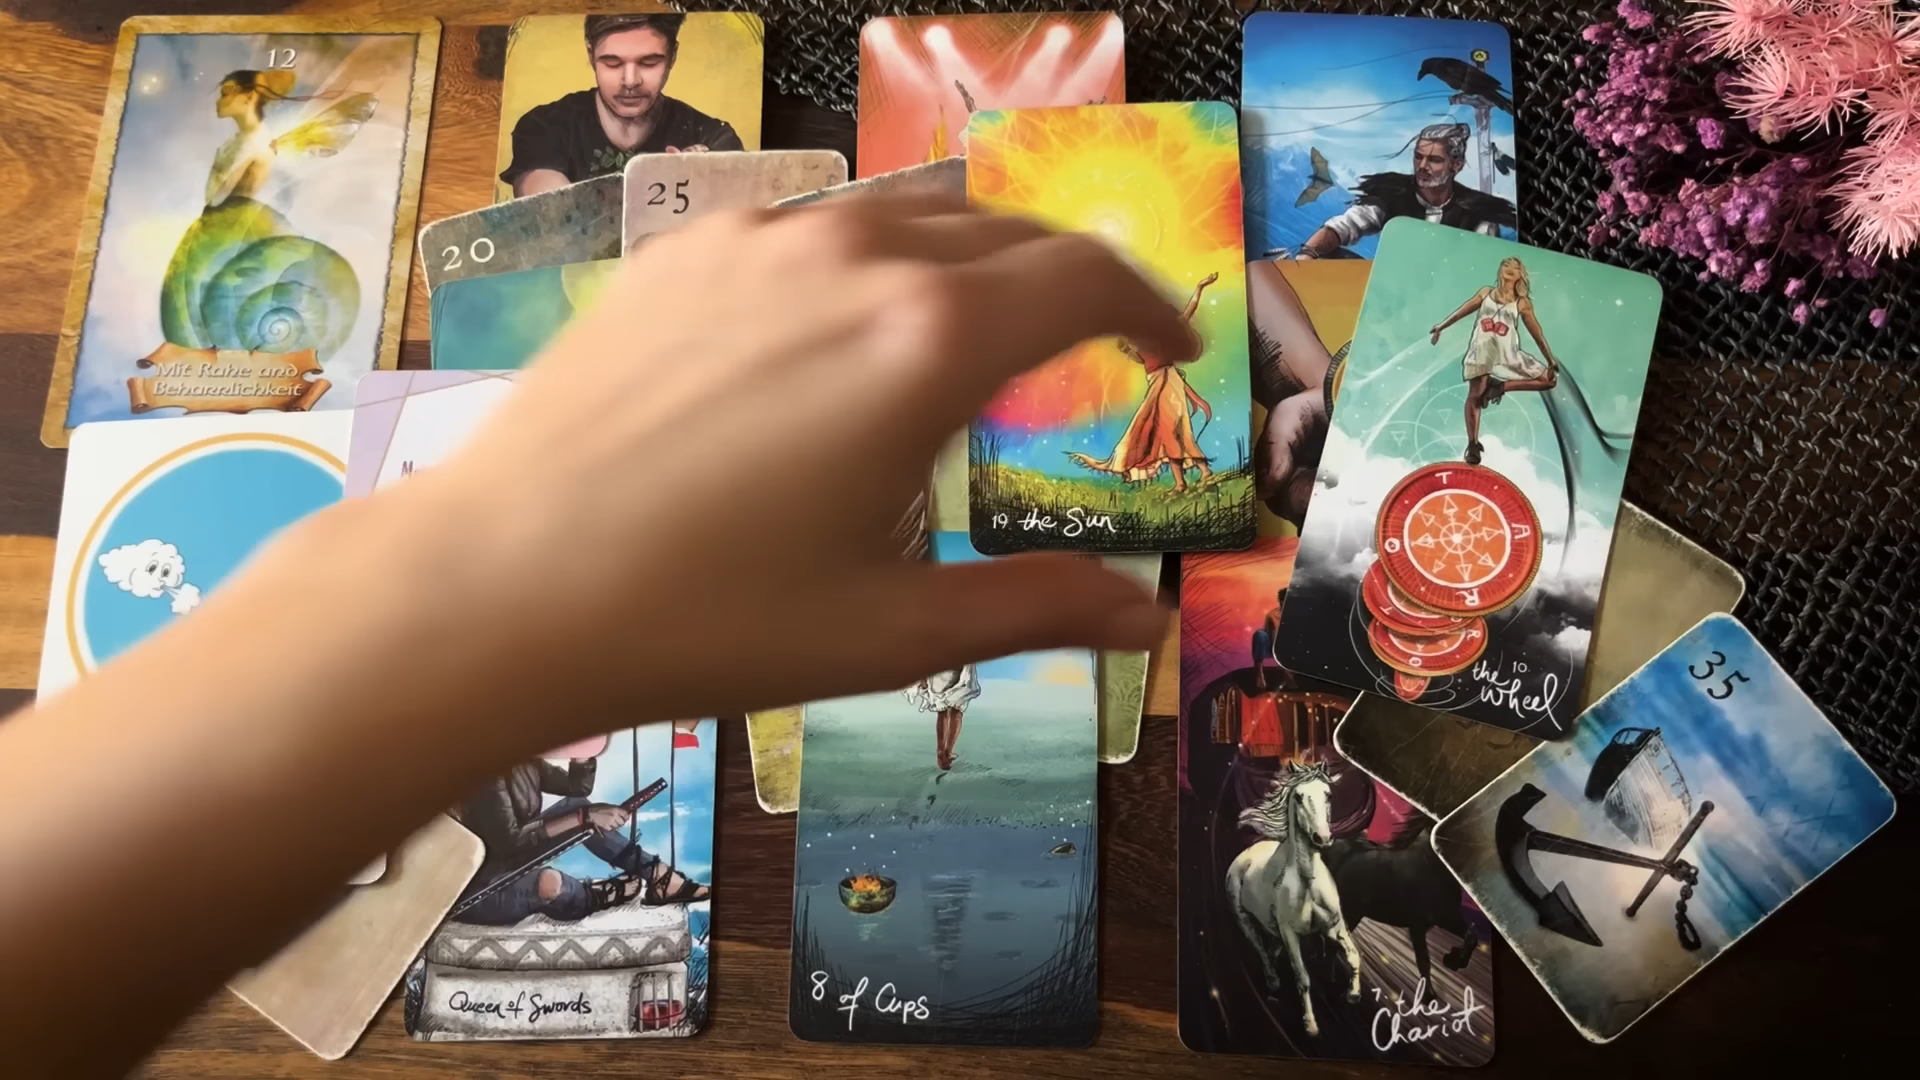 12
Mit Ruhe und
Beharrlichkeit
20
25
19 the Sun
T A R O
T R O
10.
the
Wheel
35
Queen of Swords
8 of Cups
7.
the
Chariot